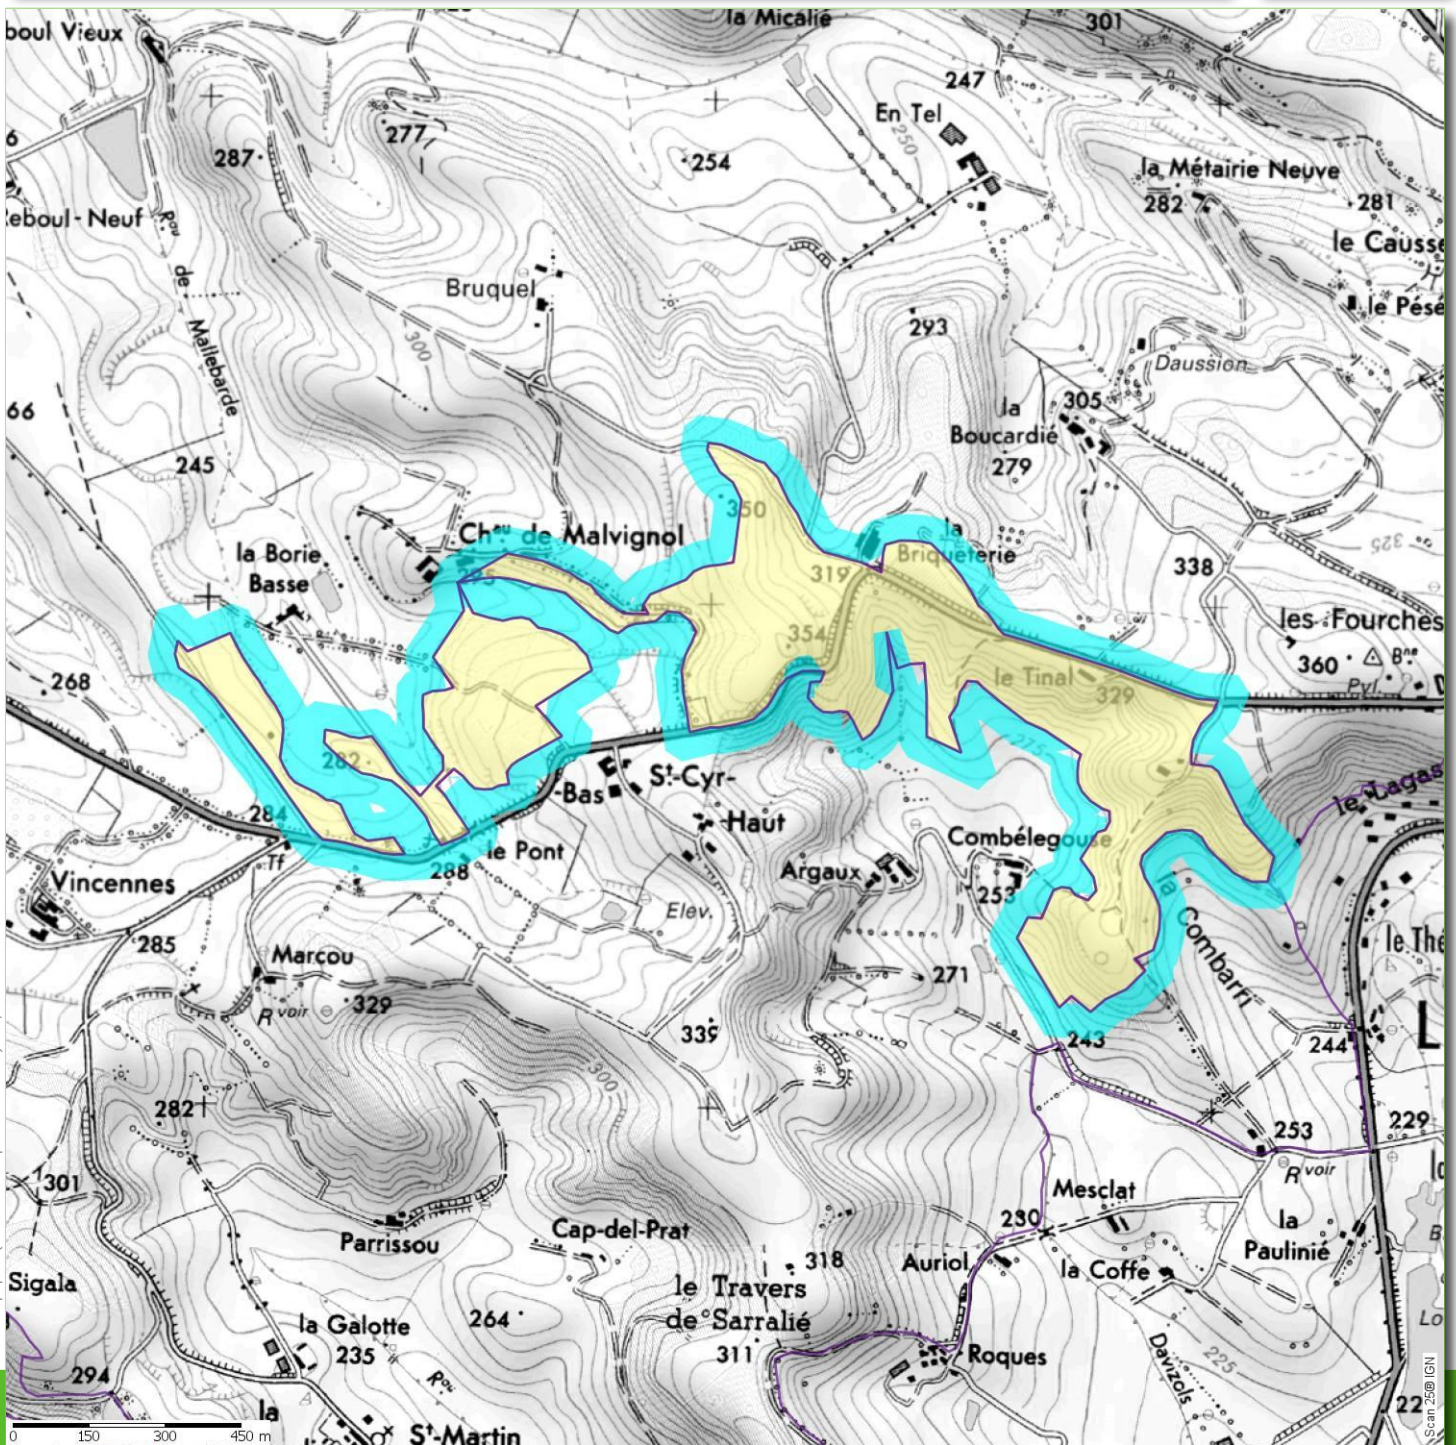 boul Vieux
la Micalié
301
247
277
En Tel
250
287
254
la Métairie Neuve
282
281
Reboul-Neuf
le Causse
Rau de Mallebarde
Bruquel
le Pésé
293
300
Daussion
66
la Boucardié
305
279
245
350
Chau de Malvignol
la Briqueterie
325
la Borie Basse
319
338
les Fourches
354
360
Bne
Pyl
268
le Tinal
329
275
282
St-Cyr-
-Bas
-Haut
284
Tf
288
le Pont
le Lagas
Combélegouse
Argaux
253
Vincennes
Elev.
la Combarri
285
Marcou
271
le Thé
Rvoir
329
339
243
244
L
300
282
253
229
Rvoir
301
Mesclat
230
Parrissou
Cap-del-Prat
la Paulinié
318
Auriol
la Coffe
Sigala
le Travers de Sarralié
264
la Galotte
235
311
Roques
Davizols
225
294
Rau
la
St-Martin
22
0 150 300 450 m
Scan 25® IGN